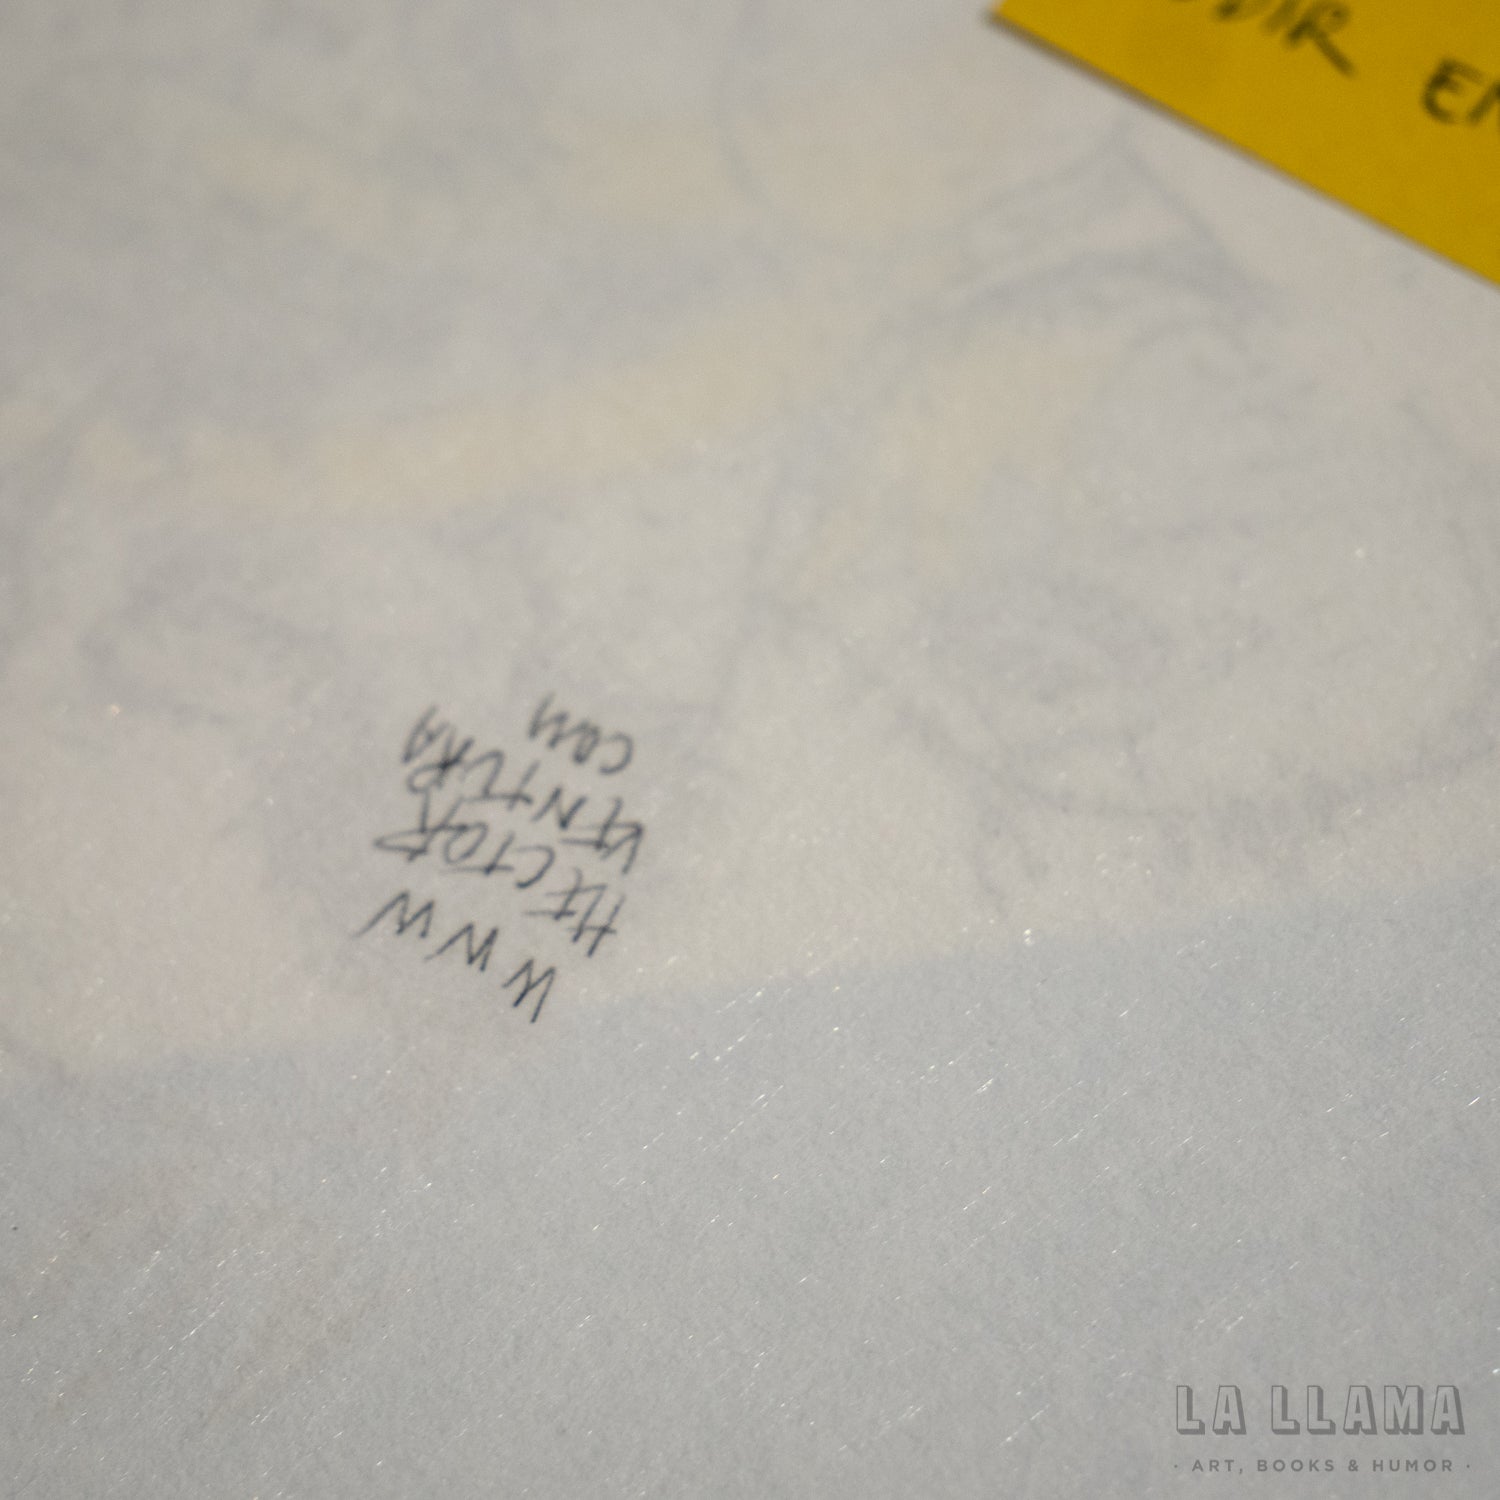 WWW
HECTOR
VENTURA
COM
LA LLAMA
· ART, BOOKS & HUMOR ·